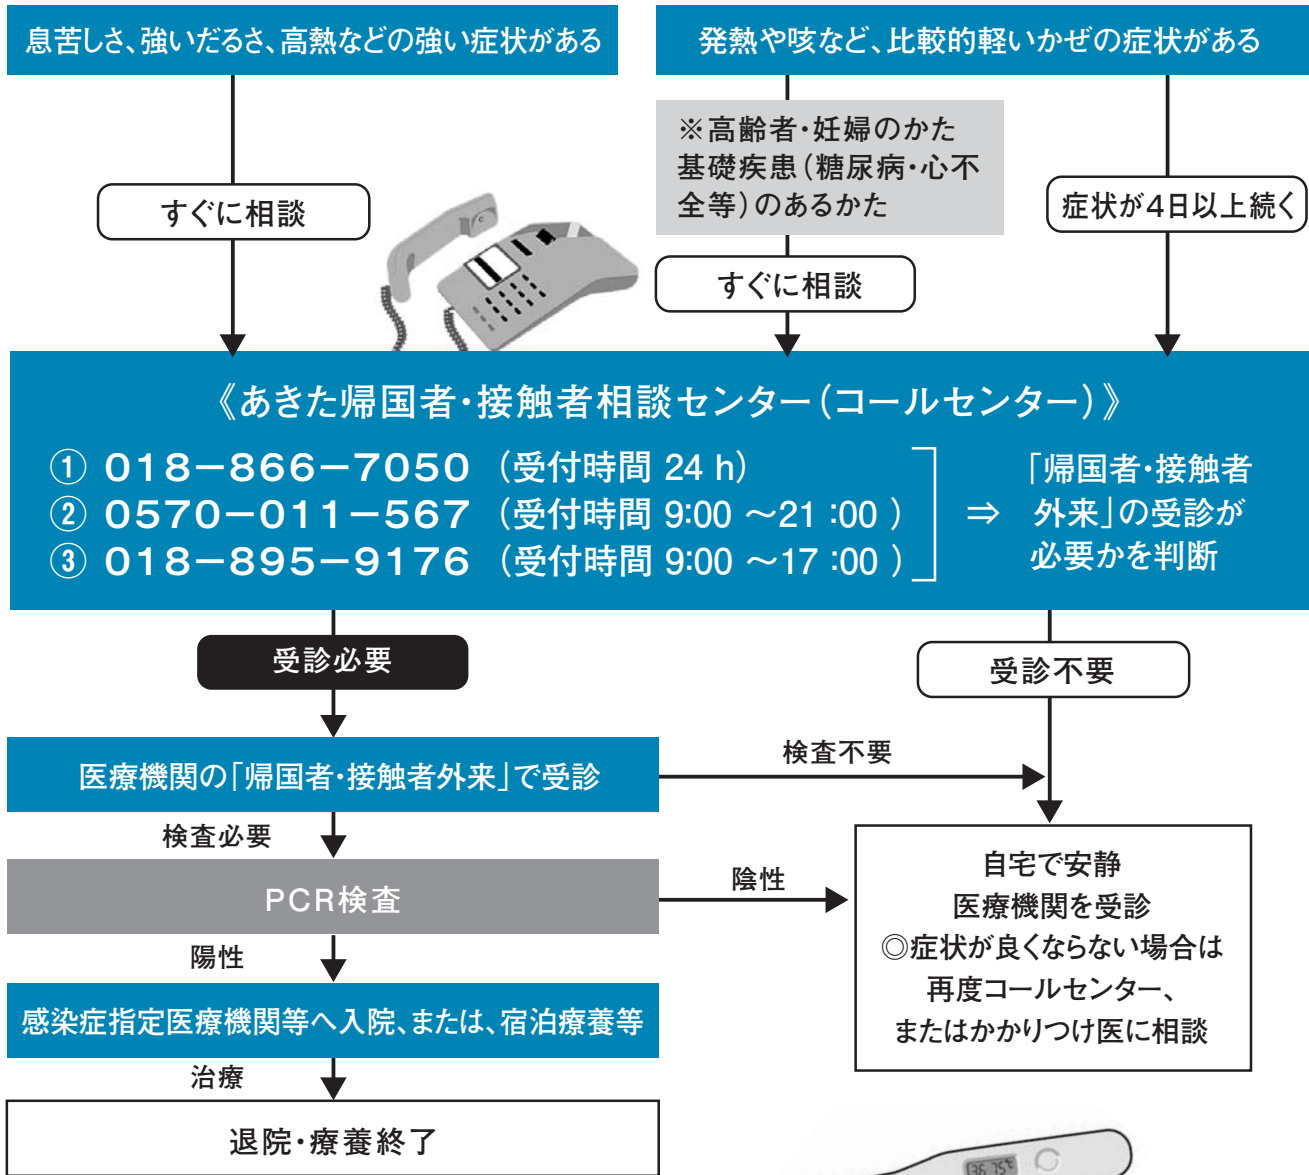 息苦しさ、強いだるさ、高熱などの強い症状がある
発熱や咳など、比較的軽いかぜの症状がある
※高齢者・妊婦のかた
基礎疾患(糖尿病・心不
全等)のあるかた
すぐに相談
症状が4日以上続く
すぐに相談
《あきた帰国者・接触者相談センター(コールセンター)》
① 018−866−7050 (受付時間 24 h)
② 0570−011−567 (受付時間 9:00 〜21 :00 )
③ 018−895−9176 (受付時間 9:00 〜17 :00 )
⇒
「帰国者・接触者
外来」の受診が
必要かを判断
受診必要
受診不要
医療機関の「帰国者・接触者外来」で受診
検査不要
検査必要
PCR検査
陰性
自宅で安静
医療機関を受診
◎症状が良くならない場合は
再度コールセンター、
またはかかりつけ医に相談
陽性
感染症指定医療機関等へ入院、または、宿泊療養等
治療
退院・療養終了
36.75℃